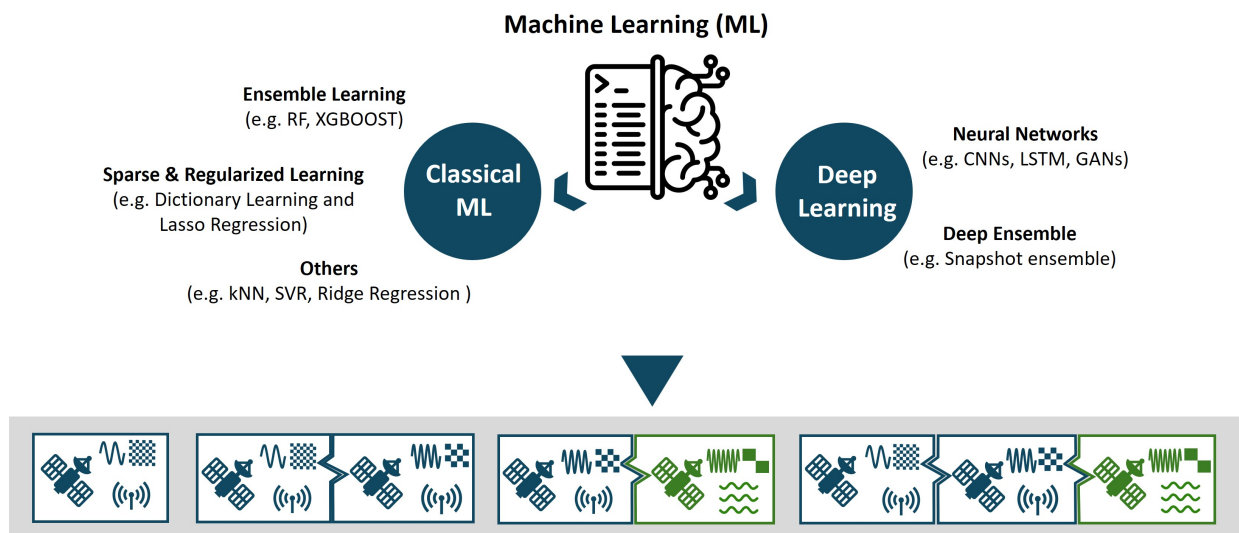 Machine Learning (ML)
Ensemble Learning
(e.g. RF, XGBOOST)
Sparse & Regularized Learning
(e.g. Dictionary Learning and
Lasso Regression)
Others
(e.g. kNN, SVR, Ridge Regression )
Classical
ML
Deep
Learning
Neural Networks
(e.g. CNNs, LSTM, GANs)
Deep Ensemble
(e.g. Snapshot ensemble)